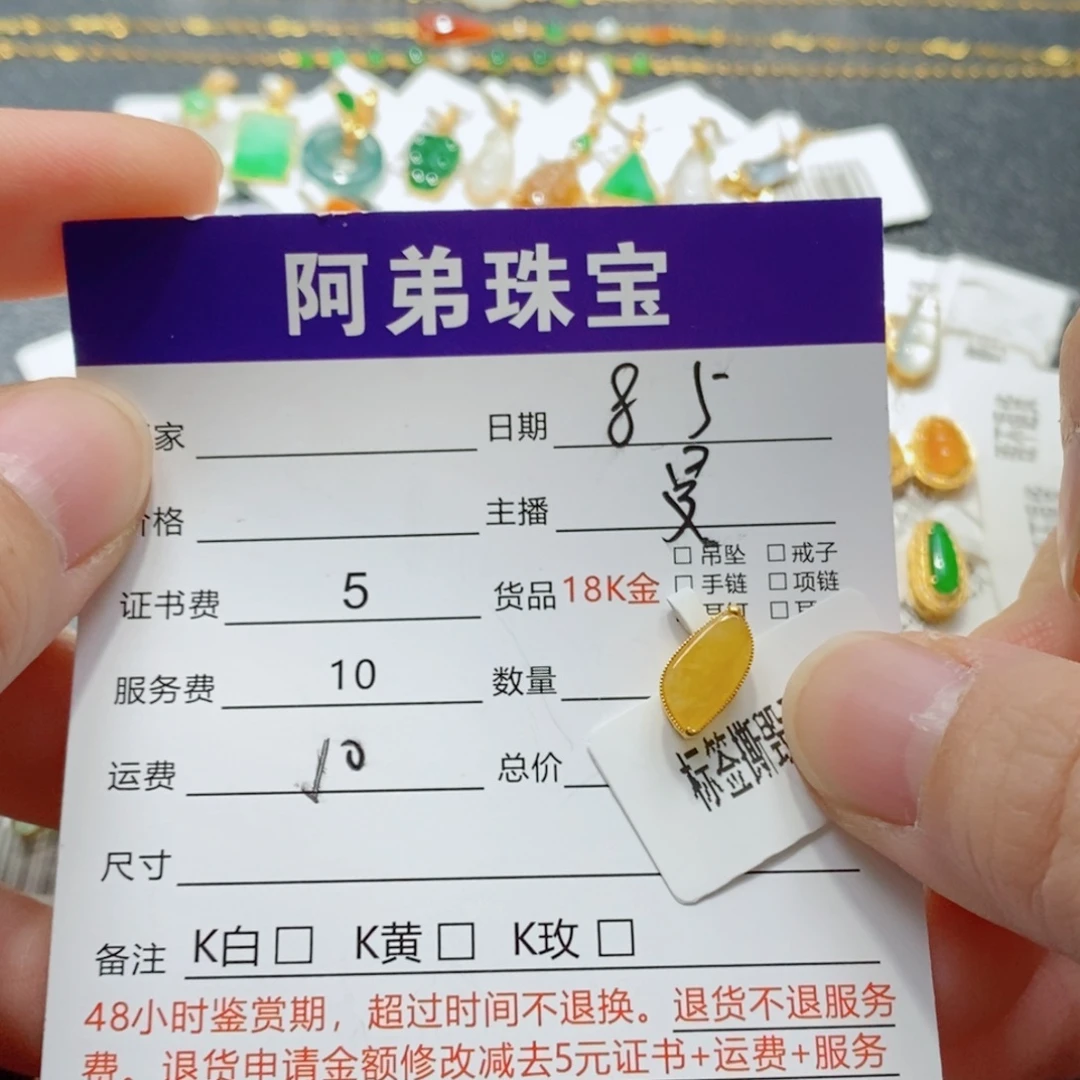 阿弟珠宝
家 日期 8 5
格 主播
□ 吊坠 □ 戒子
证书费 5 货品 18K金 □ 手链 □ 项链
服务费 10 数量
运费 10 总价
标签撕毁
尺寸
备注 K白□ K黄□ K玫□
48小时鉴赏期，超过时间不退换。退货不退服务
费。退货申请金额修改减去5元证书+运费+服务